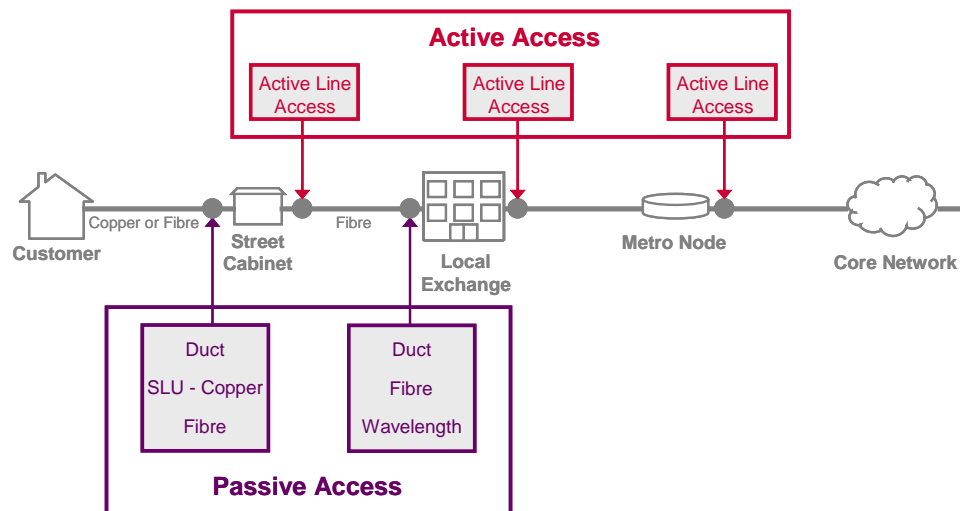 Active Access
Active Line
Access
Active Line
Access
Active Line
Access
Copper or Fibre
Fibre
Customer
Street
Cabinet
Local
Exchange
Metro Node
Core Network
Duct
SLU - Copper
Fibre
Duct
Fibre
Wavelength
Passive Access